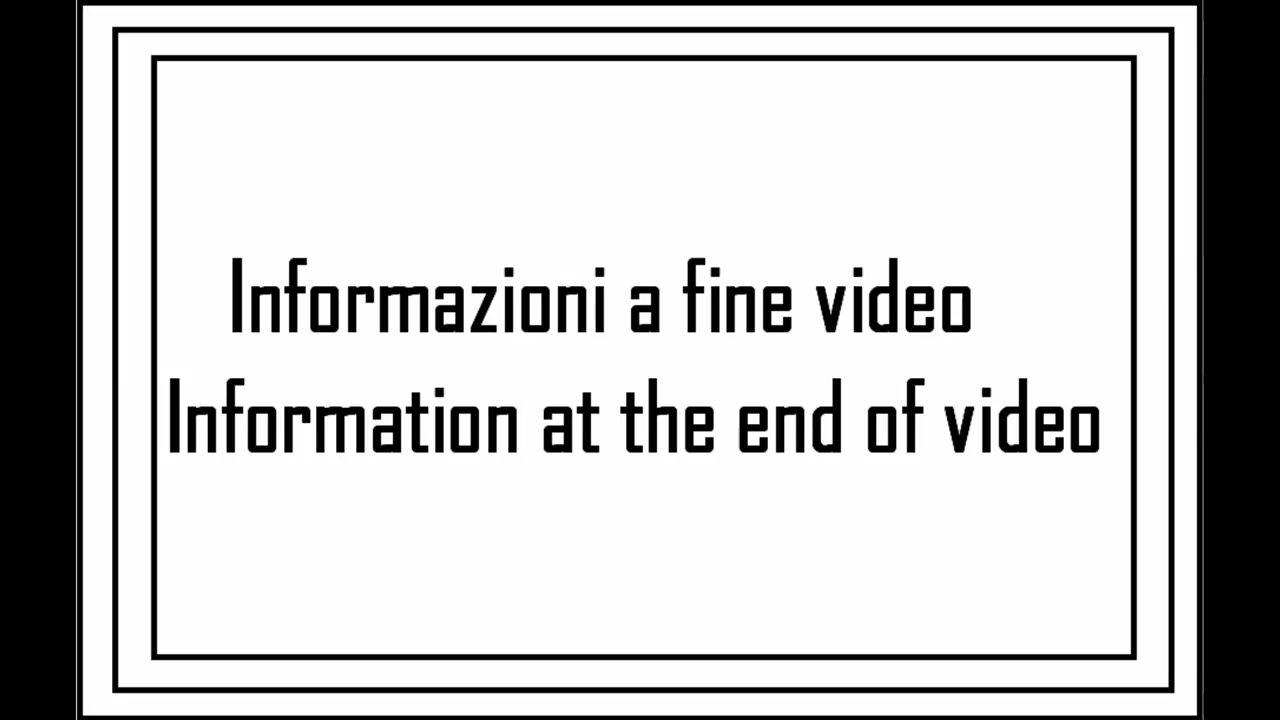 Informazioni a fine video
Information at the end of video